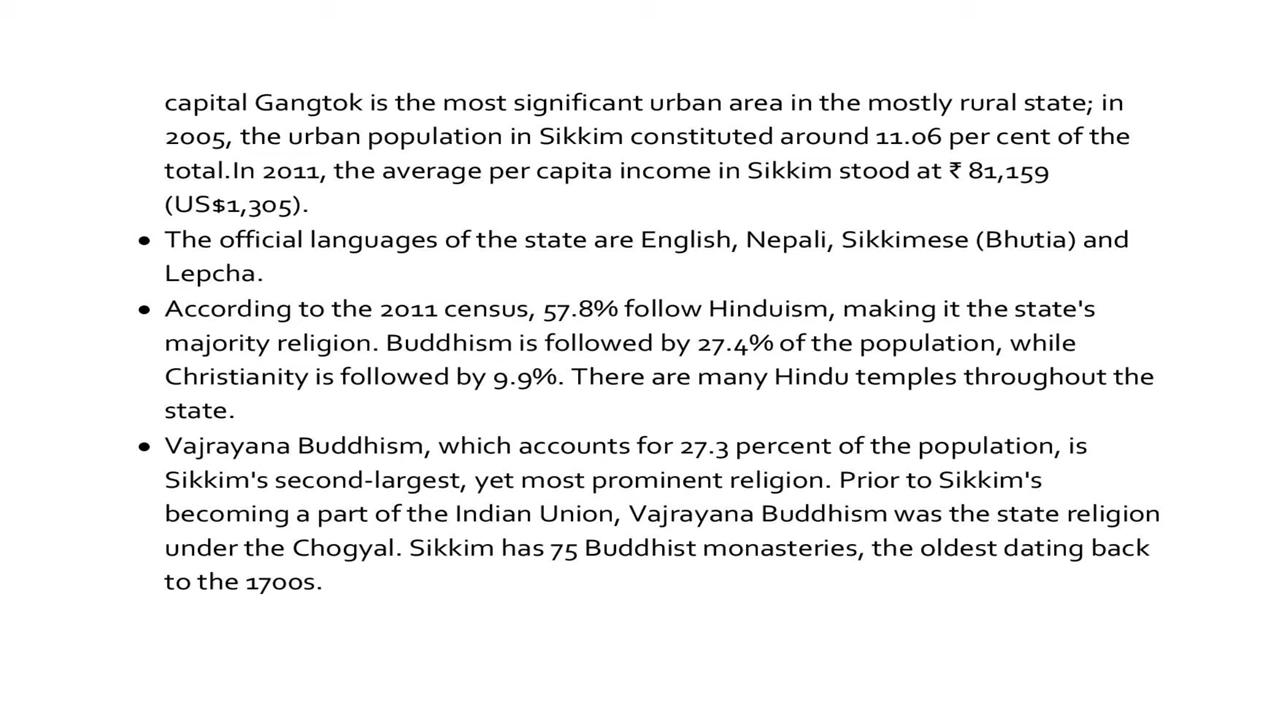 capital Gangtok is the most significant urban area in the mostly rural state; in
2005, the urban population in Sikkim constituted around 11.06 per cent of the
total.In 2011, the average per capita income in Sikkim stood at ₹ 81,159
(US$1,305).
• The official languages of the state are English, Nepali, Sikkimese (Bhutia) and
Lepcha.
• According to the 2011 census, 57.8% follow Hinduism, making it the state's
majority religion. Buddhism is followed by 27.4% of the population, while
Christianity is followed by 9.9%. There are many Hindu temples throughout the
state.
• Vajrayana Buddhism, which accounts for 27.3 percent of the population, is
Sikkim's second-largest, yet most prominent religion. Prior to Sikkim's
becoming a part of the Indian Union, Vajrayana Buddhism was the state religion
under the Chogyal. Sikkim has 75 Buddhist monasteries, the oldest dating back
to the 1700s.